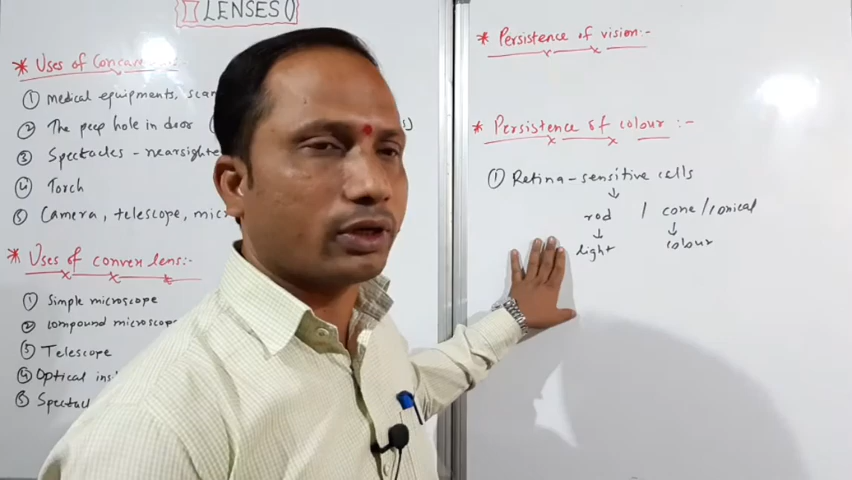 LENSES()
* Uses of Concave
① medical equipments, scan
② The peep hole in door
③ Spectacles - nearsighte
④ Torch
⑤ Camera, telescope, micr
* Uses of convex lens:-
① Simple microscope
② compound microscope
③ Telescope
④ Optical ins
⑤ Spectac
* Persistence of vision:-
* Persistence of colour :-
① Retina - sensitive cells
↓
rod / cone/conical
↓ ↓
light colour